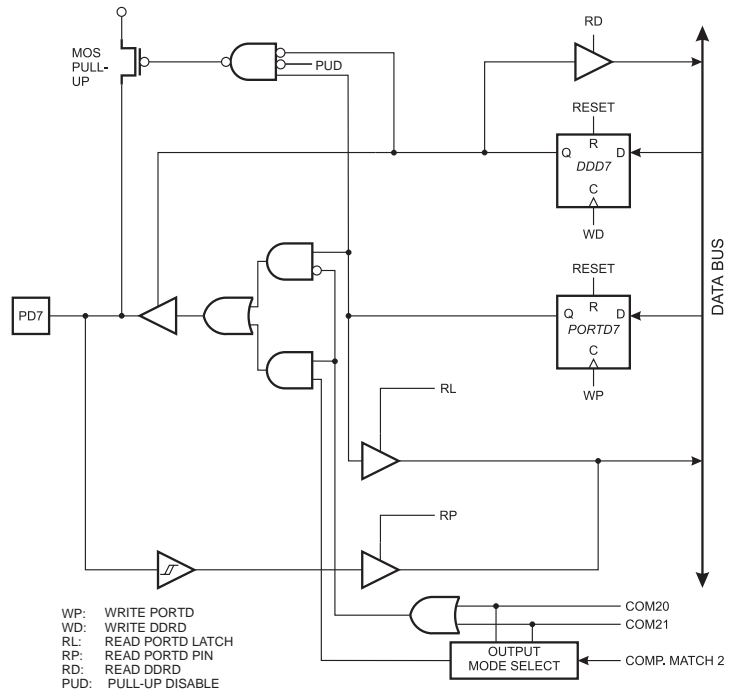 RD
MOS
PULL-
UP
PUD
RESET
R
Q
D
DDD7
C
WD
RESET
R
Q
D
PORTD7
C
WP
PD7
DATA BUS
RL
RP
COM20
COM21
OUTPUT
MODE SELECT
COMP. MATCH 2
WP: WRITE PORTD
WD: WRITE DDRD
RL: READ PORTD LATCH
RP: READ PORTD PIN
RD: READ DDRD
PUD: PULL-UP DISABLE